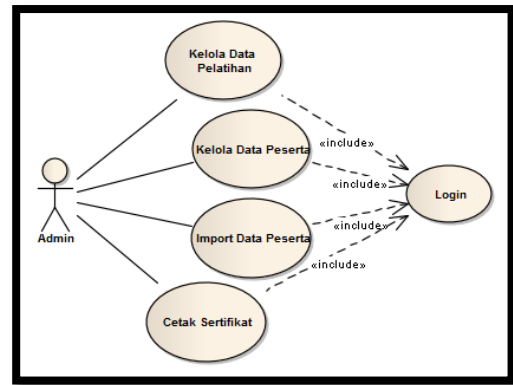 Kelola Data
Pelatihan
«include»
Kelola Data Peserta
«include»
Login
Admin
Import Data Peserta
«include»
«include»
Cetak Sertifikat